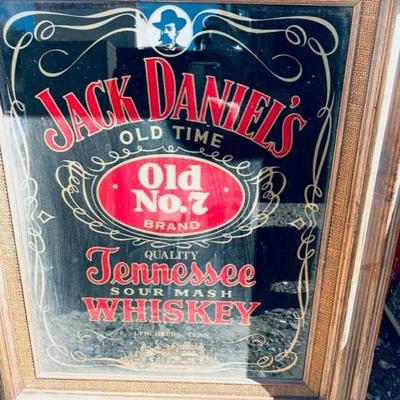 JACK DANIEL'S
OLD TIME
Old
No.7
BRAND
QUALITY
Tennessee
SOUR MASH
WHISKEY
LYNCHBURG, TENN.